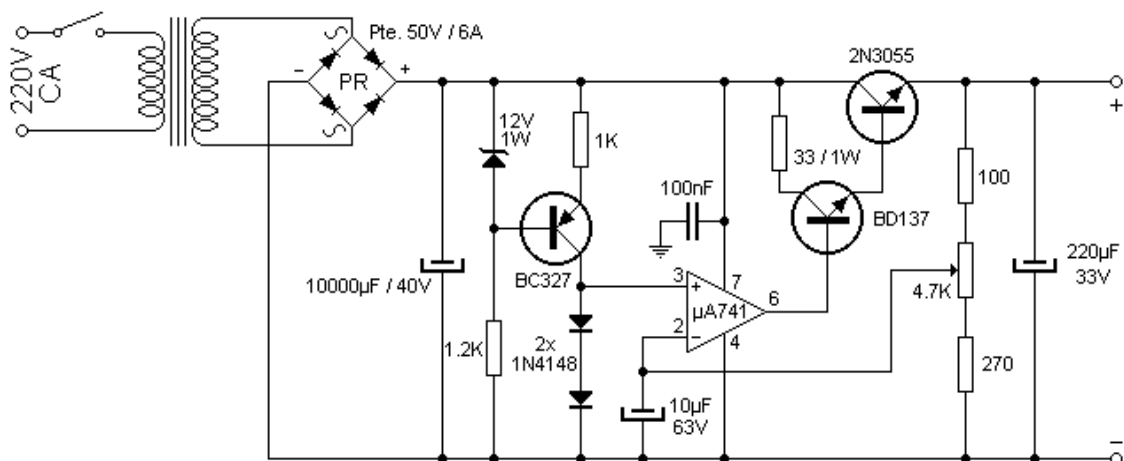 220V
CA
Pte. 50V / 6A
PR
−
+
2N3055
+
12V
1W
1K
33 / 1W
100nF
100
BD137
10000µF / 40V
BC327
3
+
7
µA741
6
2
−
4
4.7K
220µF
33V
1.2K
2x
1N4148
270
10µF
63V
−